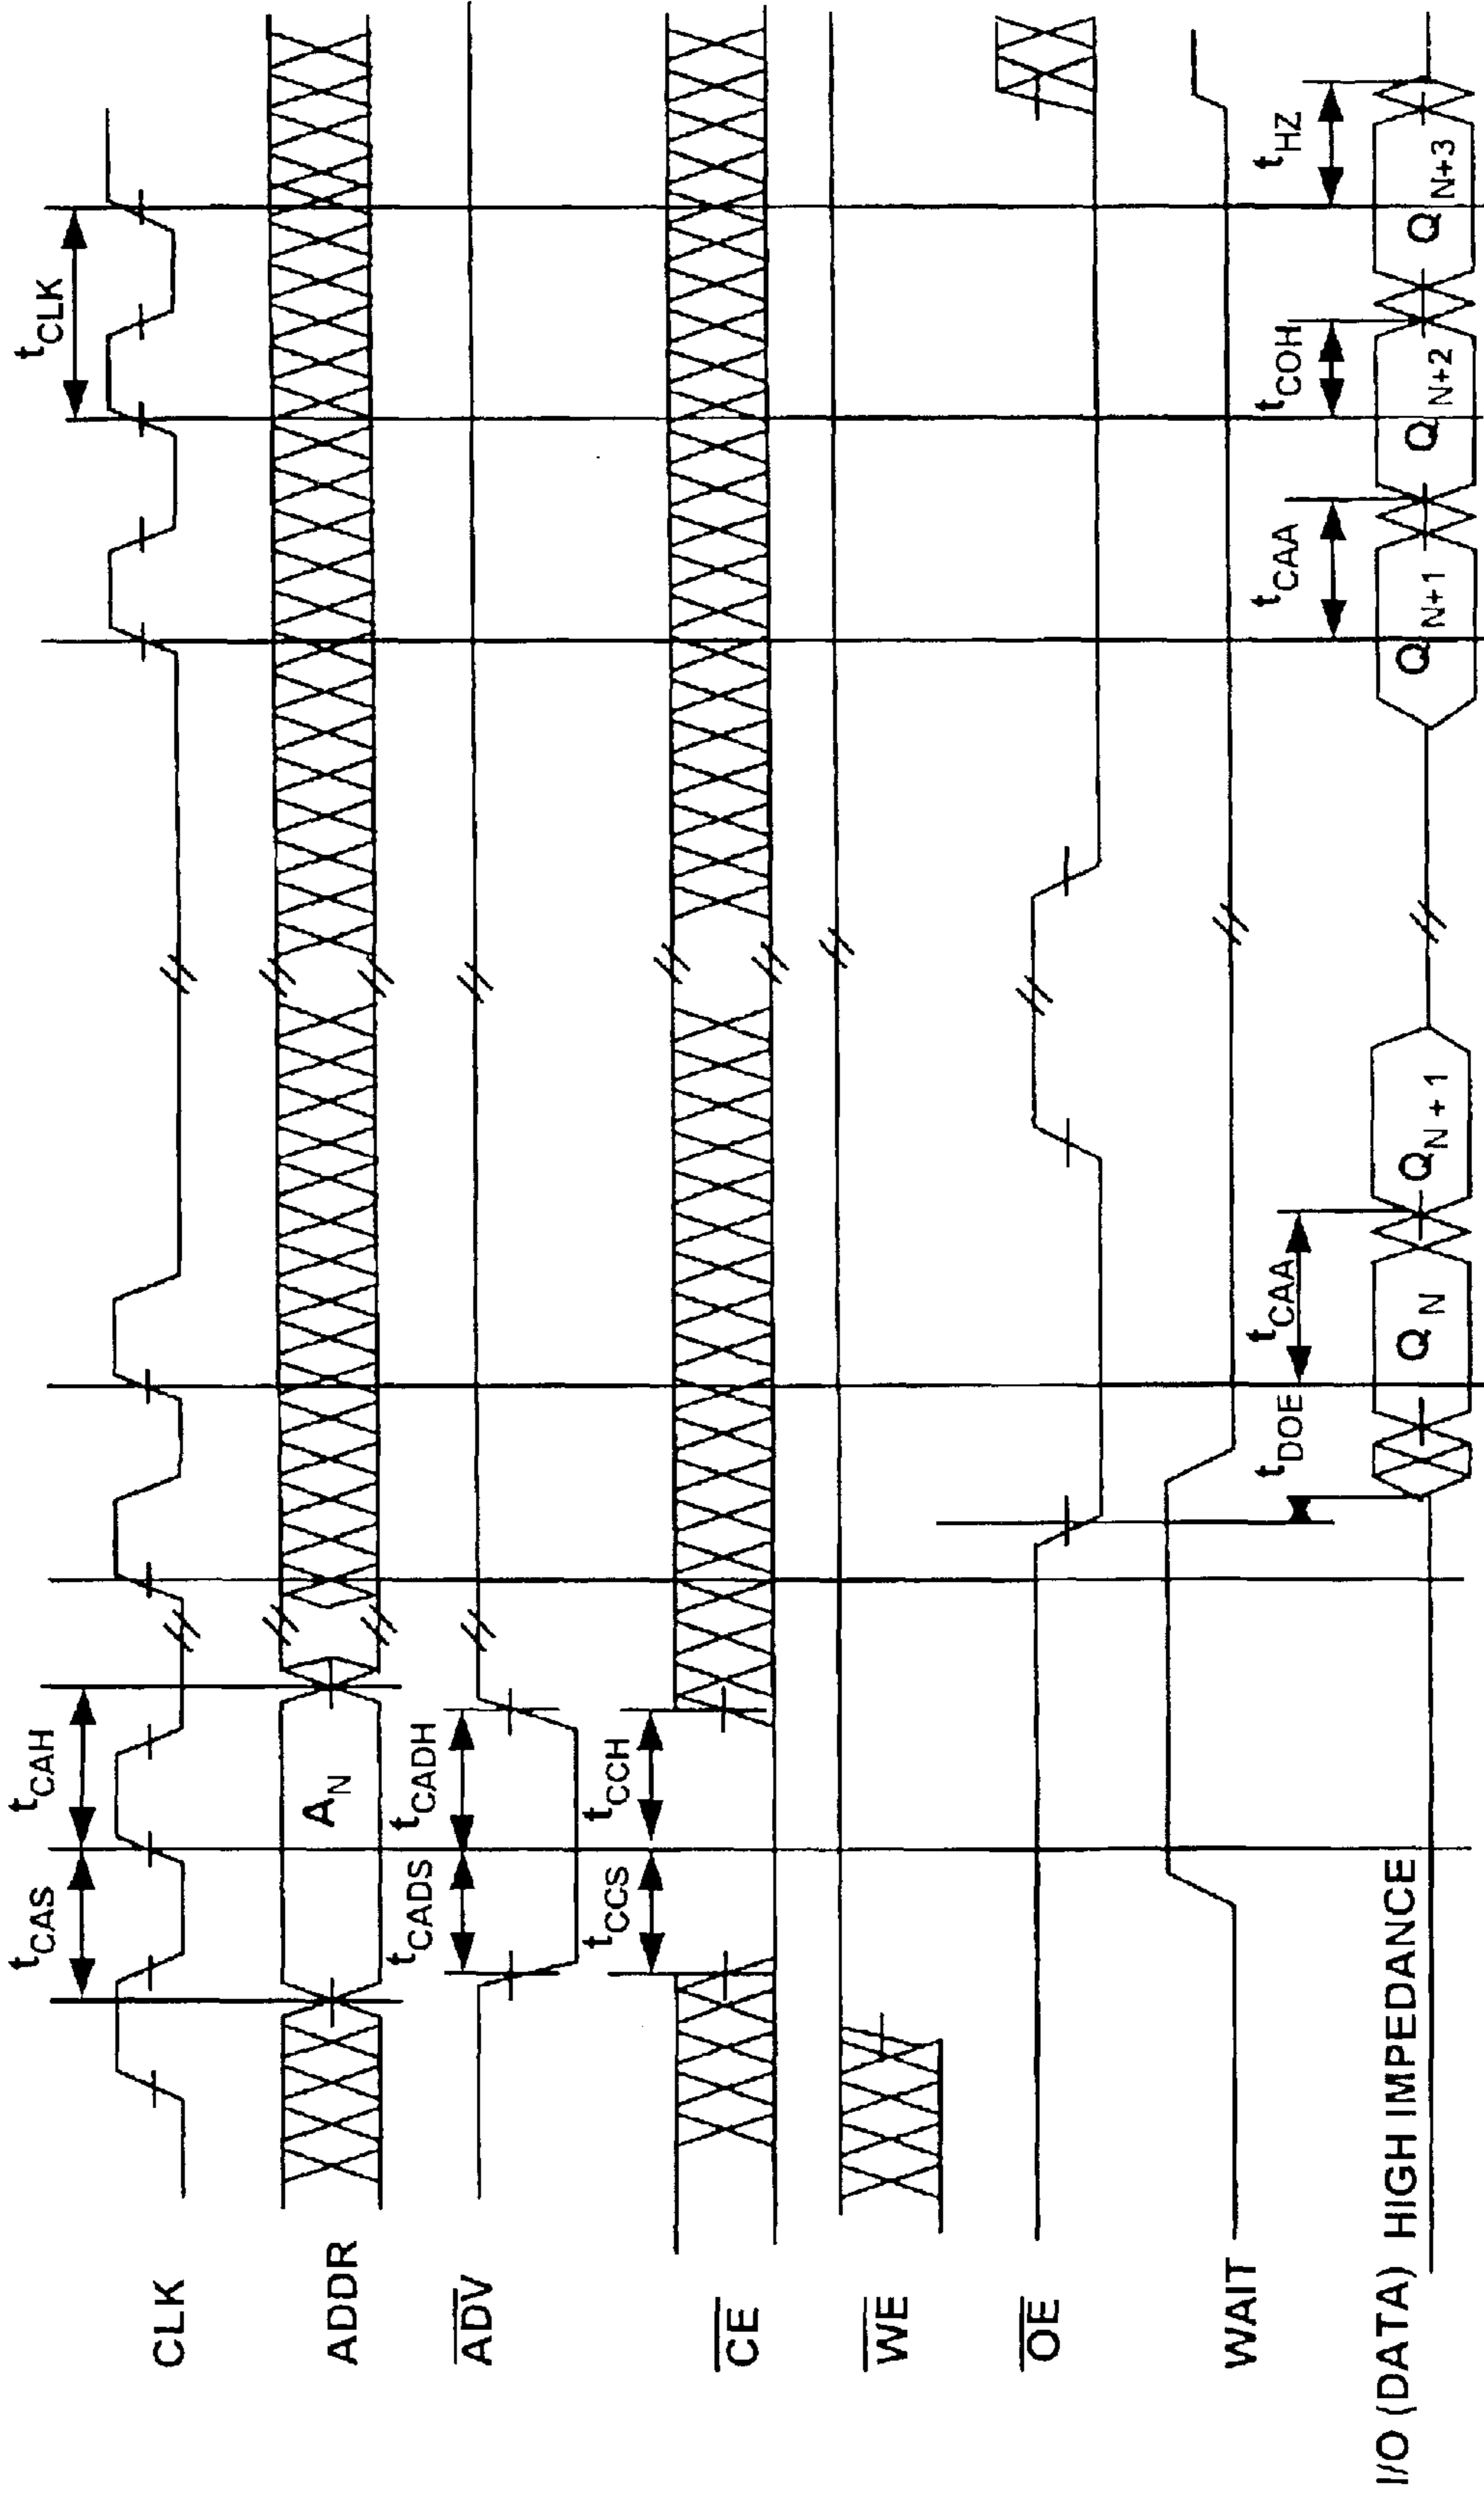 CLK
ADDR
ADV
CE
WE
OE
WAIT
I/O (DATA)
HIGH IMPEDANCE
tCAS
tCAH
tCLK
AN
tCADS
tCADH
tCCS
tCCH
tDOE
tCAA
tCAA
tCOH
tHZ
QN
QN+1
QN+1
QN+2
QN+3